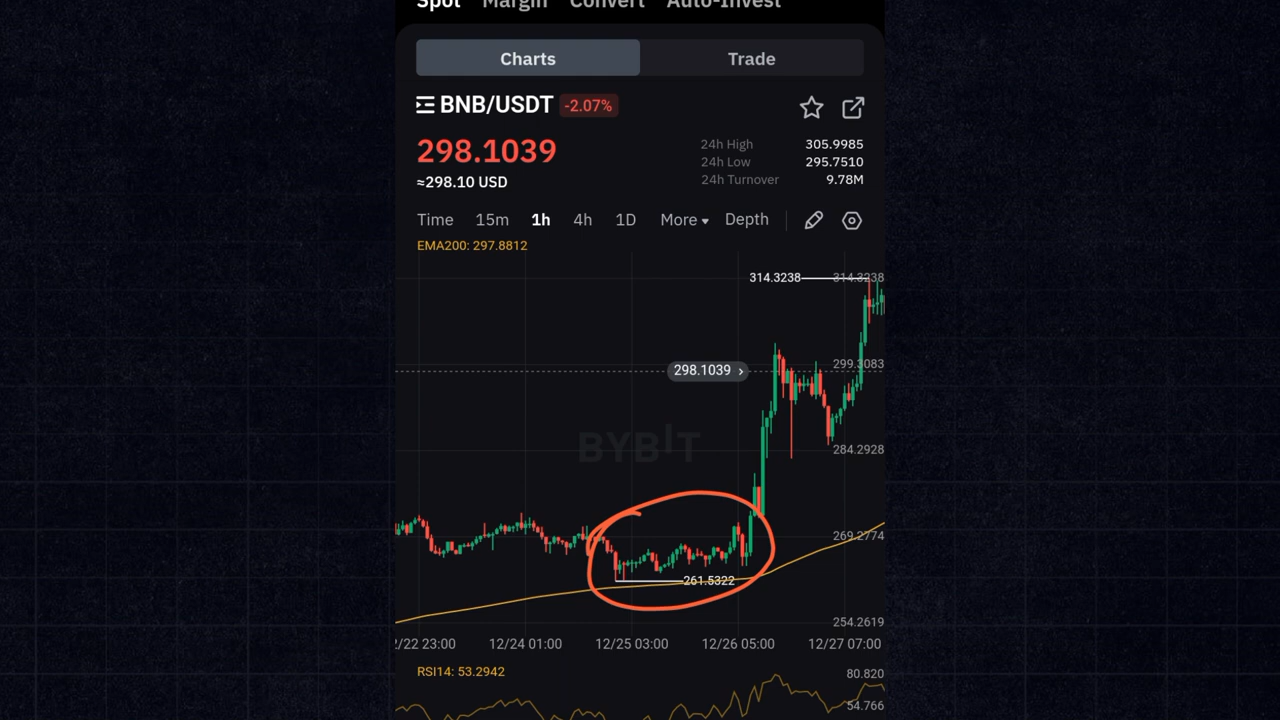 Spot Margin Convert Auto-Invest
Charts Trade
BNB/USDT -2.07%
298.1039
≈298.10 USD
24h High 305.9985
24h Low 295.7510
24h Turnover 9.78M
Time 15m 1h 4h 1D More Depth
EMA200: 297.8812
314.3238 314.3238
299.3083
298.1039
BYBIT
284.2928
269.2774
261.5322
254.2619
/22 23:00 12/24 01:00 12/25 03:00 12/26 05:00 12/27 07:00
RSI14: 53.2942
80.820
54.766